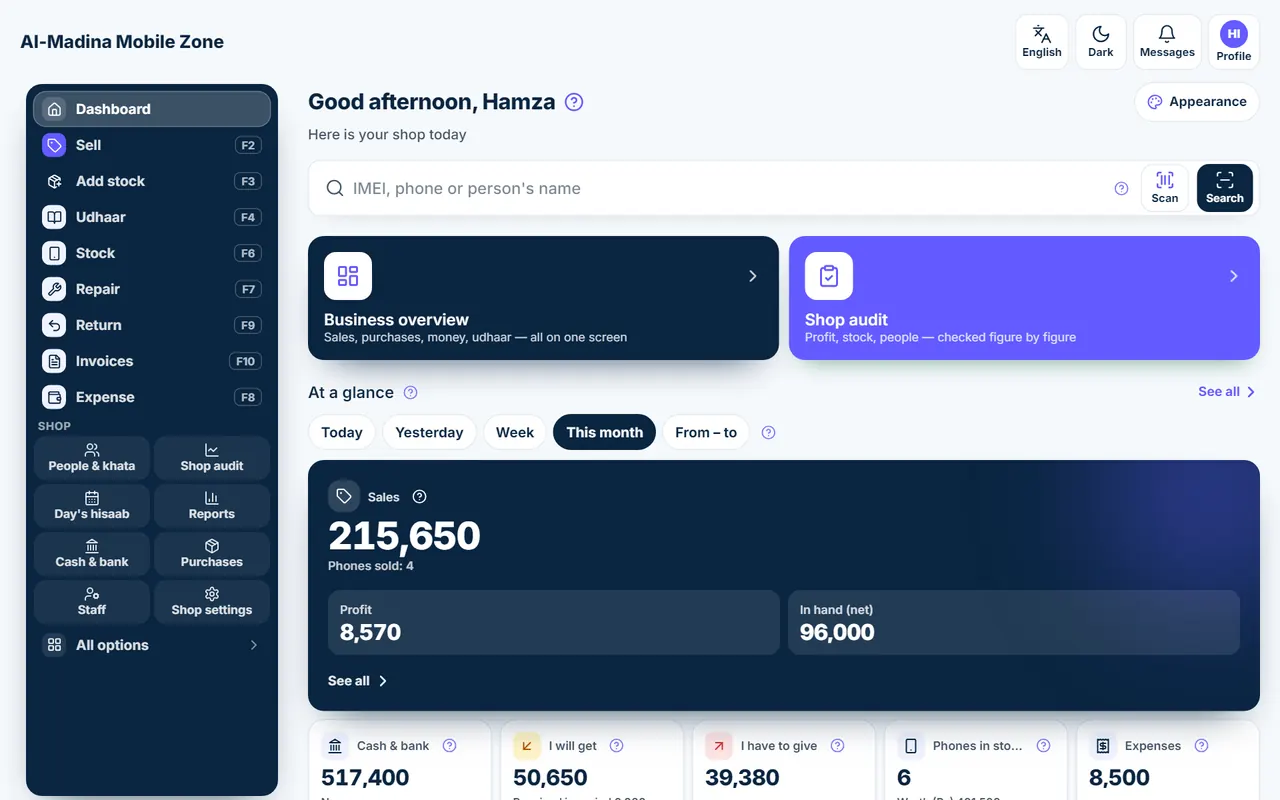 Al-Madina Mobile Zone
English
Dark
Messages
HI
Profile
Dashboard
Sell F2
Add stock F3
Udhaar F4
Stock F6
Repair F7
Return F9
Invoices F10
Expense F8
SHOP
People & khata
Shop audit
Day's hisaab
Reports
Cash & bank
Purchases
Staff
Shop settings
All options
Good afternoon, Hamza
Appearance
Here is your shop today
IMEI, phone or person's name
Scan
Search
Business overview
Sales, purchases, money, udhaar — all on one screen
Shop audit
Profit, stock, people — checked figure by figure
At a glance
See all
Today
Yesterday
Week
This month
From – to
Sales
215,650
Phones sold: 4
Profit
8,570
In hand (net)
96,000
See all
Cash & bank
517,400
I will get
50,650
I have to give
39,380
Phones in sto...
6
Expenses
8,500